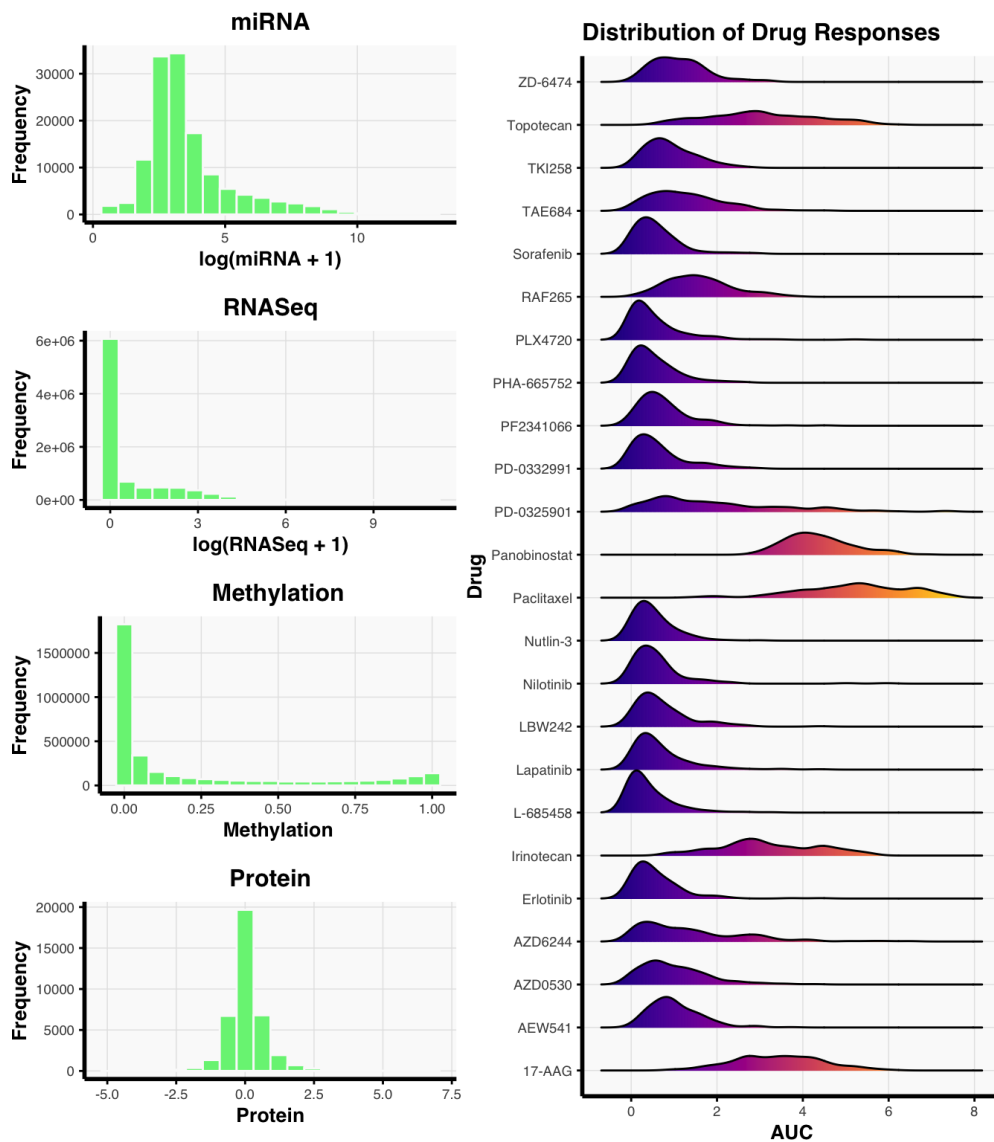 miRNA
Frequency
30000
20000
10000
0
0 5 10
log(miRNA + 1)
RNASeq
Frequency
6e+06
4e+06
2e+06
0e+00
0 3 6 9
log(RNASeq + 1)
Methylation
Frequency
1500000
1000000
500000
0
0.00 0.25 0.50 0.75 1.00
Methylation
Protein
Frequency
20000
15000
10000
5000
0
-5.0 -2.5 0.0 2.5 5.0 7.5
Protein
Distribution of Drug Responses
Drug
ZD-6474
Topotecan
TKI258
TAE684
Sorafenib
RAF265
PLX4720
PHA-665752
PF2341066
PD-0332991
PD-0325901
Panobinostat
Paclitaxel
Nutlin-3
Nilotinib
LBW242
Lapatinib
L-685458
Irinotecan
Erlotinib
AZD6244
AZD0530
AEW541
17-AAG
0 2 4 6 8
AUC